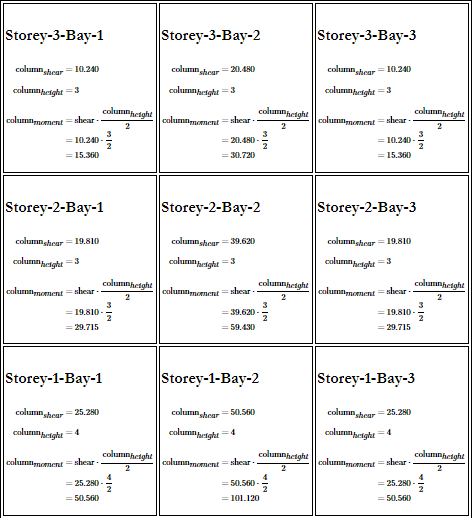 Storey-3-Bay-1
column_shear = 10.240
column_height = 3
column_moment = shear · column_height / 2
= 10.240 · 3/2
= 15.360
Storey-3-Bay-2
column_shear = 20.480
column_height = 3
column_moment = shear · column_height / 2
= 20.480 · 3/2
= 30.720
Storey-3-Bay-3
column_shear = 10.240
column_height = 3
column_moment = shear · column_height / 2
= 10.240 · 3/2
= 15.360
Storey-2-Bay-1
column_shear = 19.810
column_height = 3
column_moment = shear · column_height / 2
= 19.810 · 3/2
= 29.715
Storey-2-Bay-2
column_shear = 39.620
column_height = 3
column_moment = shear · column_height / 2
= 39.620 · 3/2
= 59.430
Storey-2-Bay-3
column_shear = 19.810
column_height = 3
column_moment = shear · column_height / 2
= 19.810 · 3/2
= 29.715
Storey-1-Bay-1
column_shear = 25.280
column_height = 4
column_moment = shear · column_height / 2
= 25.280 · 4/2
= 50.560
Storey-1-Bay-2
column_shear = 50.560
column_height = 4
column_moment = shear · column_height / 2
= 50.560 · 4/2
= 101.120
Storey-1-Bay-3
column_shear = 25.280
column_height = 4
column_moment = shear · column_height / 2
= 25.280 · 4/2
= 50.560